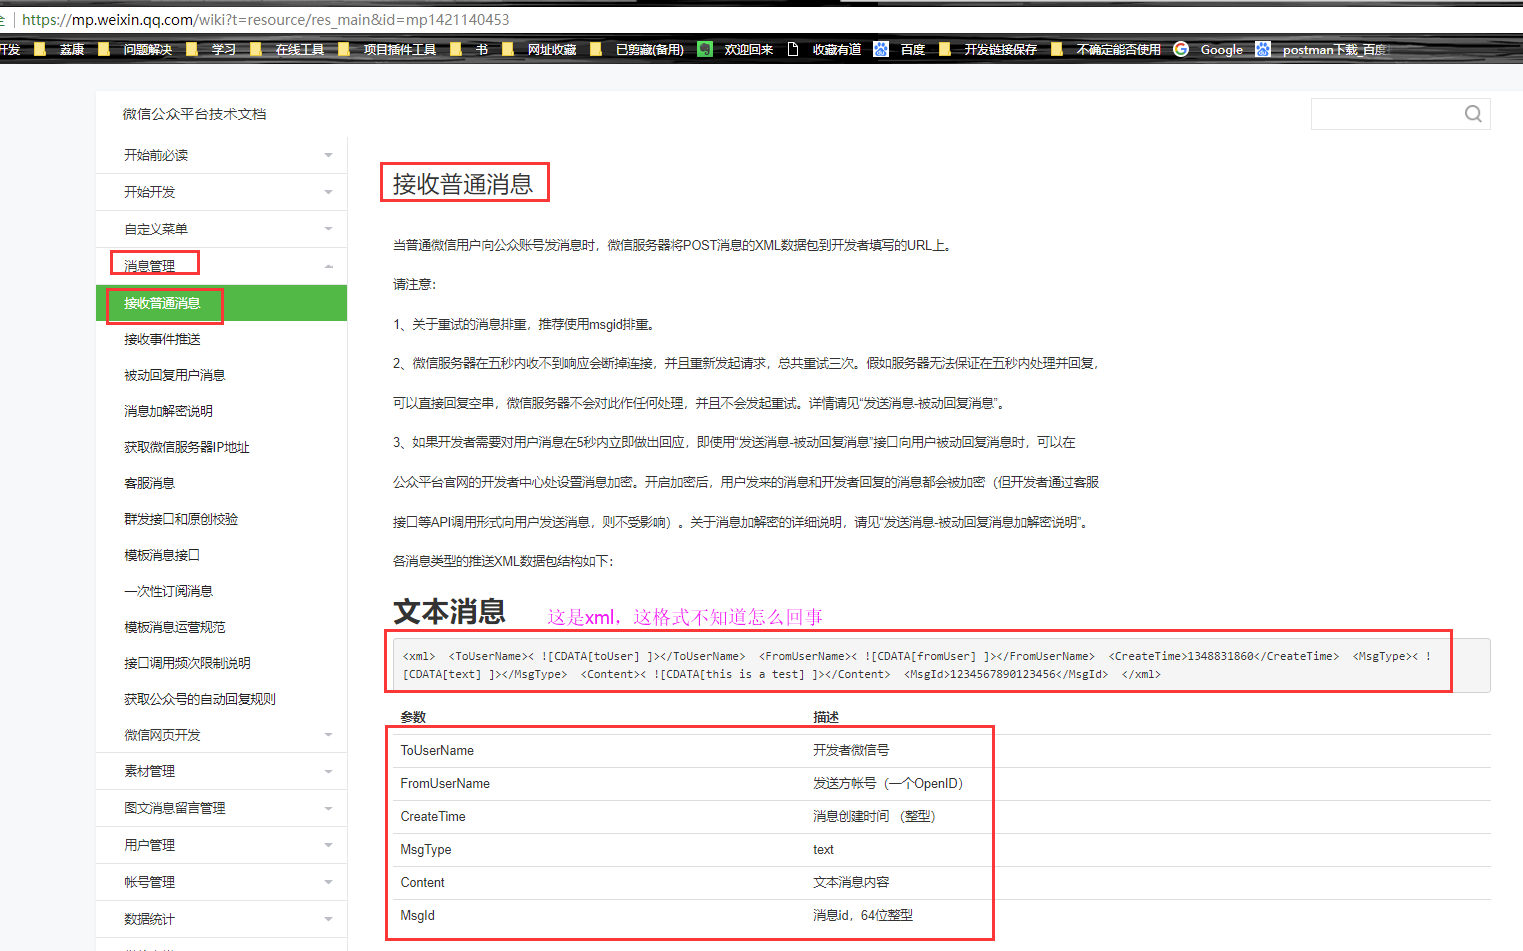 https://mp.weixin.qq.com/wiki?t=resource/res_main&id=mp1421140453
开发 荔康 问题解决 学习 在线工具 项目插件工具 书 网址收藏 已剪藏(备用) 欢迎回来 收藏有道 百度 开发链接保存 不确定能否使用 Google postman下载_百度
微信公众平台技术文档
开始前必读
开始开发
自定义菜单
消息管理
接收普通消息
接收事件推送
被动回复用户消息
消息加解密说明
获取微信服务器IP地址
客服消息
群发接口和原创校验
模板消息接口
一次性订阅消息
模板消息运营规范
接口调用频次限制说明
获取公众号的自动回复规则
微信网页开发
素材管理
图文消息留言管理
用户管理
帐号管理
数据统计
接收普通消息
当普通微信用户向公众账号发消息时，微信服务器将POST消息的XML数据包到开发者填写的URL上。
请注意：
1、关于重试的消息排重，推荐使用msgid排重。
2、微信服务器在五秒内收不到响应会断掉连接，并且重新发起请求，总共重试三次。假如服务器无法保证在五秒内处理并回复，
可以直接回复空串，微信服务器不会对此作任何处理，并且不会发起重试。详情请见“发送消息-被动回复消息”。
3、如果开发者需要对用户消息在5秒内立即做出回应，即使用“发送消息-被动回复消息”接口向用户被动回复消息时，可以在
公众平台官网的开发者中心处设置消息加密。开启加密后，用户发来的消息和开发者回复的消息都会被加密（但开发者通过客服
接口等API调用形式向用户发送消息，则不受影响）。关于消息加解密的详细说明，请见“发送消息-被动回复消息加解密说明”。
各消息类型的推送XML数据包结构如下：
文本消息 这是xml，这格式不知道怎么回事
<xml>  <ToUserName>< ![CDATA[toUser] ]></ToUserName>  <FromUserName>< ![CDATA[fromUser] ]></FromUserName>  <CreateTime>1348831860</CreateTime>  <MsgType>< !
[CDATA[text] ]></MsgType>  <Content>< ![CDATA[this is a test] ]></Content>  <MsgId>1234567890123456</MsgId>  </xml>
参数 描述
ToUserName 开发者微信号
FromUserName 发送方帐号（一个OpenID）
CreateTime 消息创建时间 （整型）
MsgType text
Content 文本消息内容
MsgId 消息id，64位整型